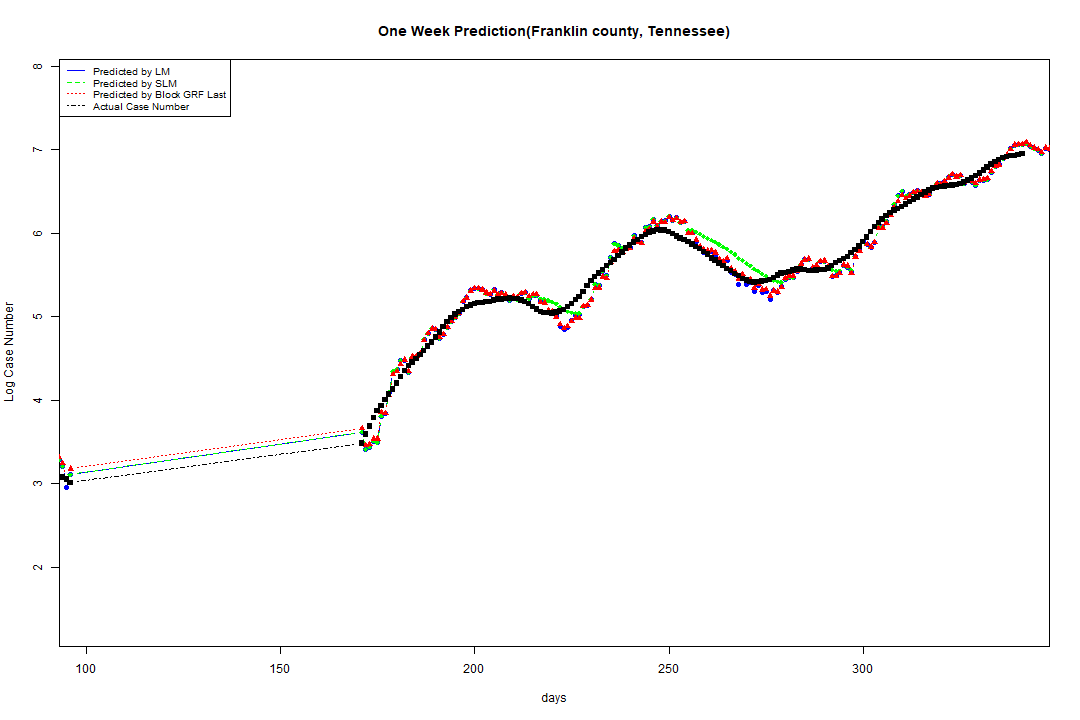 One Week Prediction(Franklin county, Tennessee)
Predicted by LM
Predicted by SLM
Predicted by Block GRF Last
Actual Case Number
8
7
6
5
4
3
2
Log Case Number
100 150 200 250 300
days